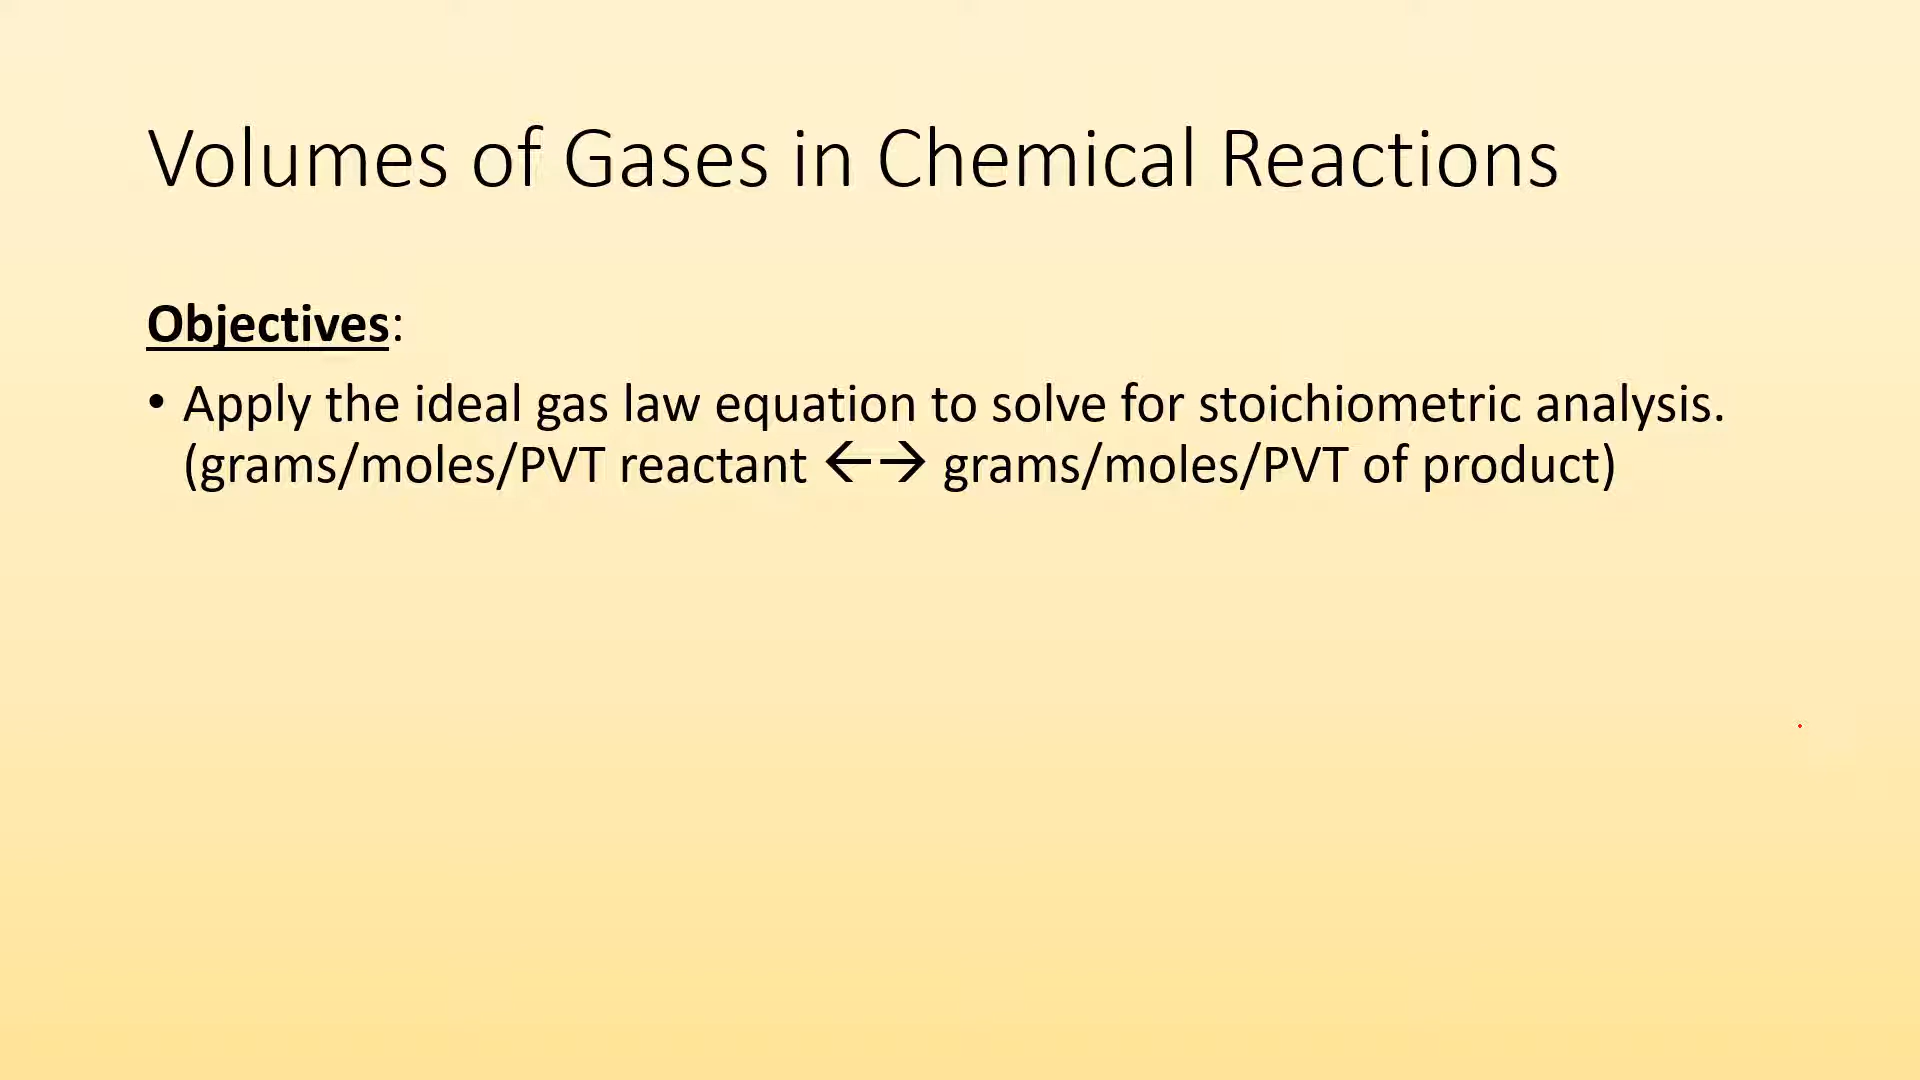 Volumes of Gases in Chemical Reactions
Objectives:
• Apply the ideal gas law equation to solve for stoichiometric analysis.
(grams/moles/PVT reactant ←→ grams/moles/PVT of product)